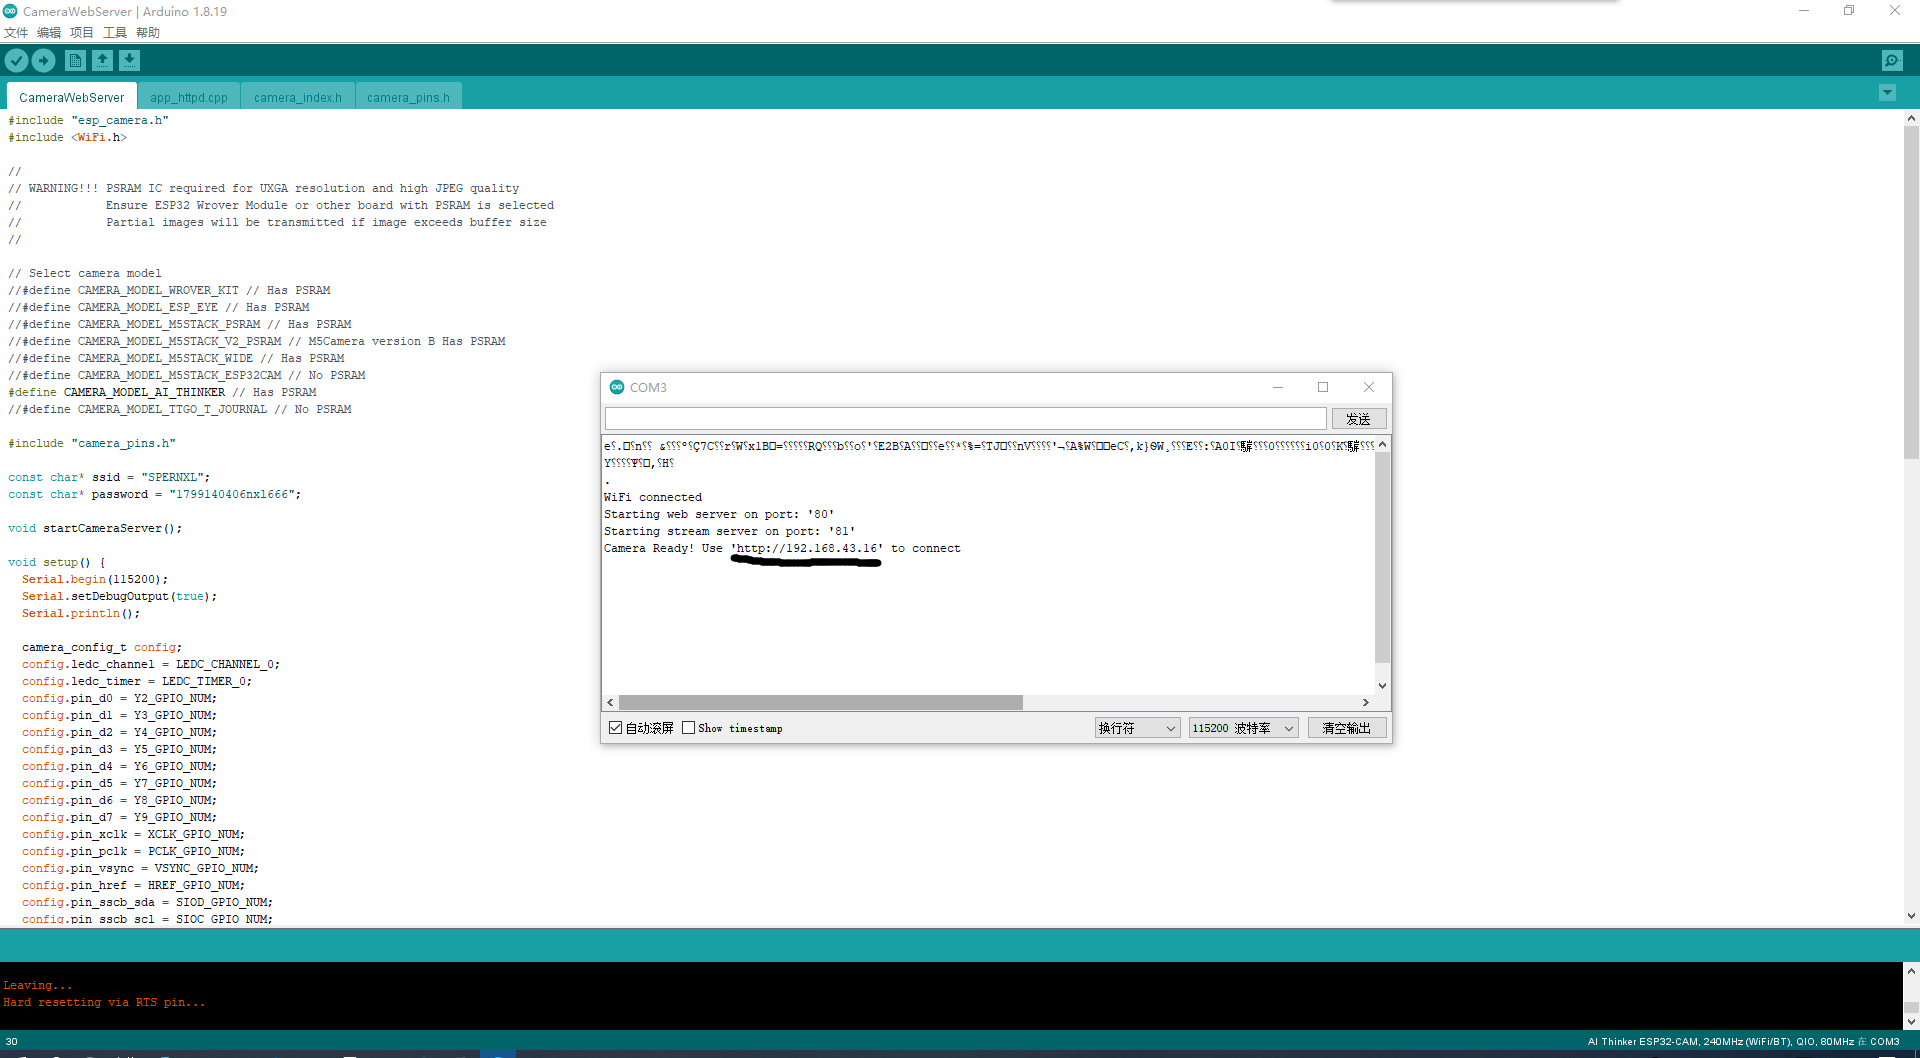 CameraWebServer | Arduino 1.8.19
文件 编辑 项目 工具 帮助
CameraWebServer app_httpd.cpp camera_index.h camera_pins.h
#include "esp_camera.h"
#include <WiFi.h>
//
// WARNING!!! PSRAM IC required for UXGA resolution and high JPEG quality
//            Ensure ESP32 Wrover Module or other board with PSRAM is selected
//            Partial images will be transmitted if image exceeds buffer size
//
// Select camera model
//#define CAMERA_MODEL_WROVER_KIT // Has PSRAM
//#define CAMERA_MODEL_ESP_EYE // Has PSRAM
//#define CAMERA_MODEL_M5STACK_PSRAM // Has PSRAM
//#define CAMERA_MODEL_M5STACK_V2_PSRAM // M5Camera version B Has PSRAM
//#define CAMERA_MODEL_M5STACK_WIDE // Has PSRAM
//#define CAMERA_MODEL_M5STACK_ESP32CAM // No PSRAM
#define CAMERA_MODEL_AI_THINKER // Has PSRAM
//#define CAMERA_MODEL_TTGO_T_JOURNAL // No PSRAM
#include "camera_pins.h"
const char* ssid = "SPERNXL";
const char* password = "1799140406nxl666";
void startCameraServer();
void setup() {
  Serial.begin(115200);
  Serial.setDebugOutput(true);
  Serial.println();
  camera_config_t config;
  config.ledc_channel = LEDC_CHANNEL_0;
  config.ledc_timer = LEDC_TIMER_0;
  config.pin_d0 = Y2_GPIO_NUM;
  config.pin_d1 = Y3_GPIO_NUM;
  config.pin_d2 = Y4_GPIO_NUM;
  config.pin_d3 = Y5_GPIO_NUM;
  config.pin_d4 = Y6_GPIO_NUM;
  config.pin_d5 = Y7_GPIO_NUM;
  config.pin_d6 = Y8_GPIO_NUM;
  config.pin_d7 = Y9_GPIO_NUM;
  config.pin_xclk = XCLK_GPIO_NUM;
  config.pin_pclk = PCLK_GPIO_NUM;
  config.pin_vsync = VSYNC_GPIO_NUM;
  config.pin_href = HREF_GPIO_NUM;
  config.pin_sscb_sda = SIOD_GPIO_NUM;
  config.pin_sscb_scl = SIOC_GPIO_NUM;
COM3
发送
.
WiFi connected
Starting web server on port: '80'
Starting stream server on port: '81'
Camera Ready! Use 'http://192.168.43.16' to connect
自动滚屏 Show timestamp 换行符 115200 波特率 清空输出
Leaving...
Hard resetting via RTS pin...
30 AI Thinker ESP32-CAM, 240MHz (WiFi/BT), QIO, 80MHz 在 COM3